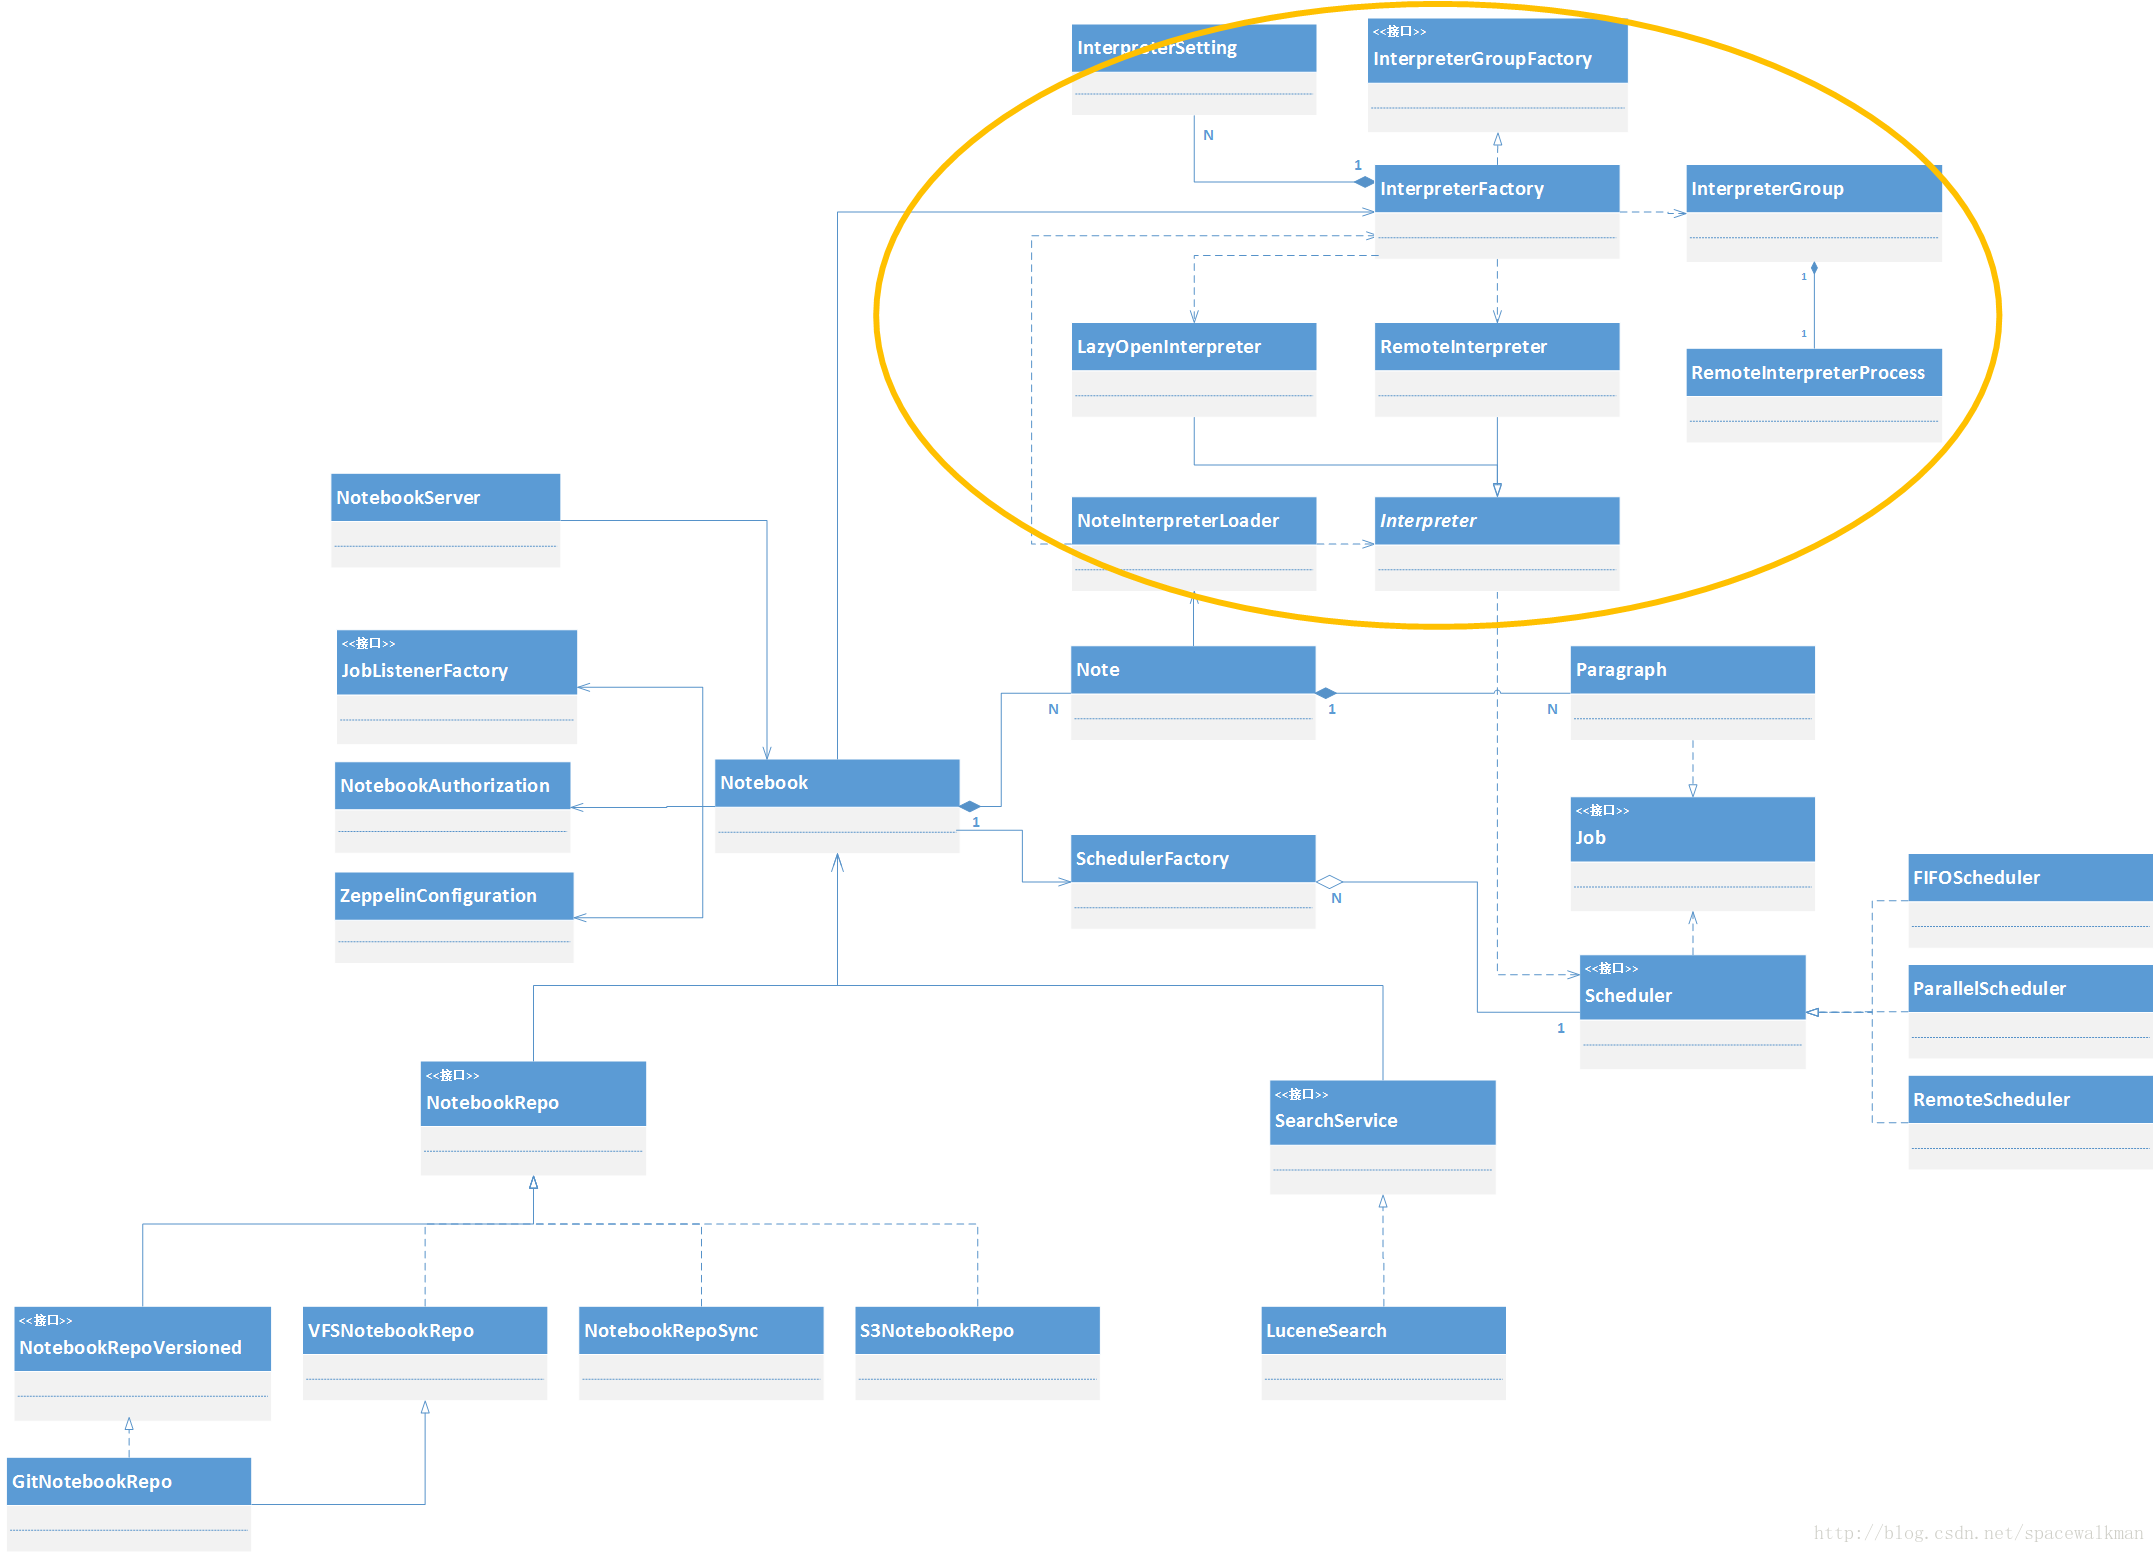 InterpreterSetting
<<接口>>
InterpreterGroupFactory
N
1
InterpreterFactory
InterpreterGroup
1
1
LazyOpenInterpreter
RemoteInterpreter
RemoteInterpreterProcess
NotebookServer
NoteInterpreterLoader
Interpreter
<<接口>>
JobListenerFactory
Note
Paragraph
N
1
N
NotebookAuthorization
Notebook
1
<<接口>>
Job
SchedulerFactory
N
FIFOScheduler
ZeppelinConfiguration
<<接口>>
Scheduler
1
ParallelScheduler
<<接口>>
NotebookRepo
<<接口>>
SearchService
RemoteScheduler
<<接口>>
NotebookRepoVersioned
VFSNotebookRepo
NotebookRepoSync
S3NotebookRepo
LuceneSearch
GitNotebookRepo
http://blog.csdn.net/spacewalkman